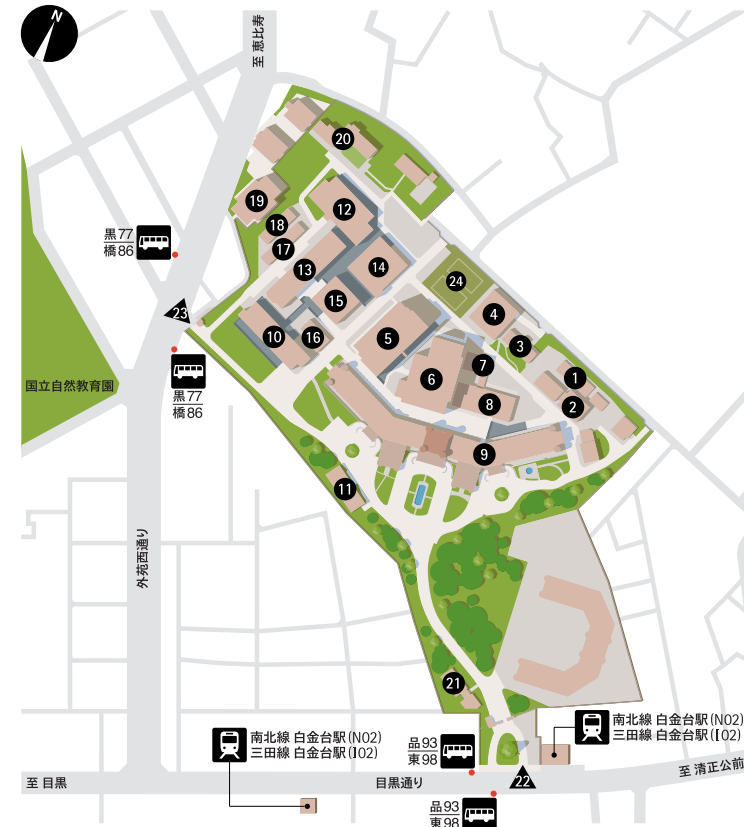 N
至 恵比寿
20
19
12
18
17
黒77
橋86
13
14
24
23
15
4
3
10
16
5
7
6
1
8
2
黒77
橋86
国立自然教育園
9
11
外苑西通り
21
南北線 白金台駅(N02)
三田線 白金台駅(I02)
南北線 白金台駅(N02)
三田線 白金台駅(I02)
品93
東98
至 目黒
目黒通り
22
至 清正公前
品93
東98